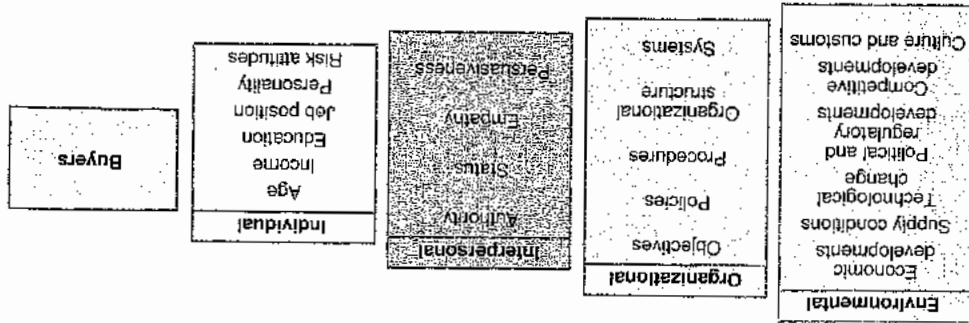 Environmental
Economic
developments
Supply conditions
Technological
change
Political and
regulatory
developments
Competitive
developments
Culture and customs
Organizational
Objectives
Policies
Procedures
Organizational
structure
Systems
Interpersonal
Authority
Status
Empathy
Persuasiveness
Individual
Age
Income
Education
Job position
Personality
Risk attitudes
Buyers